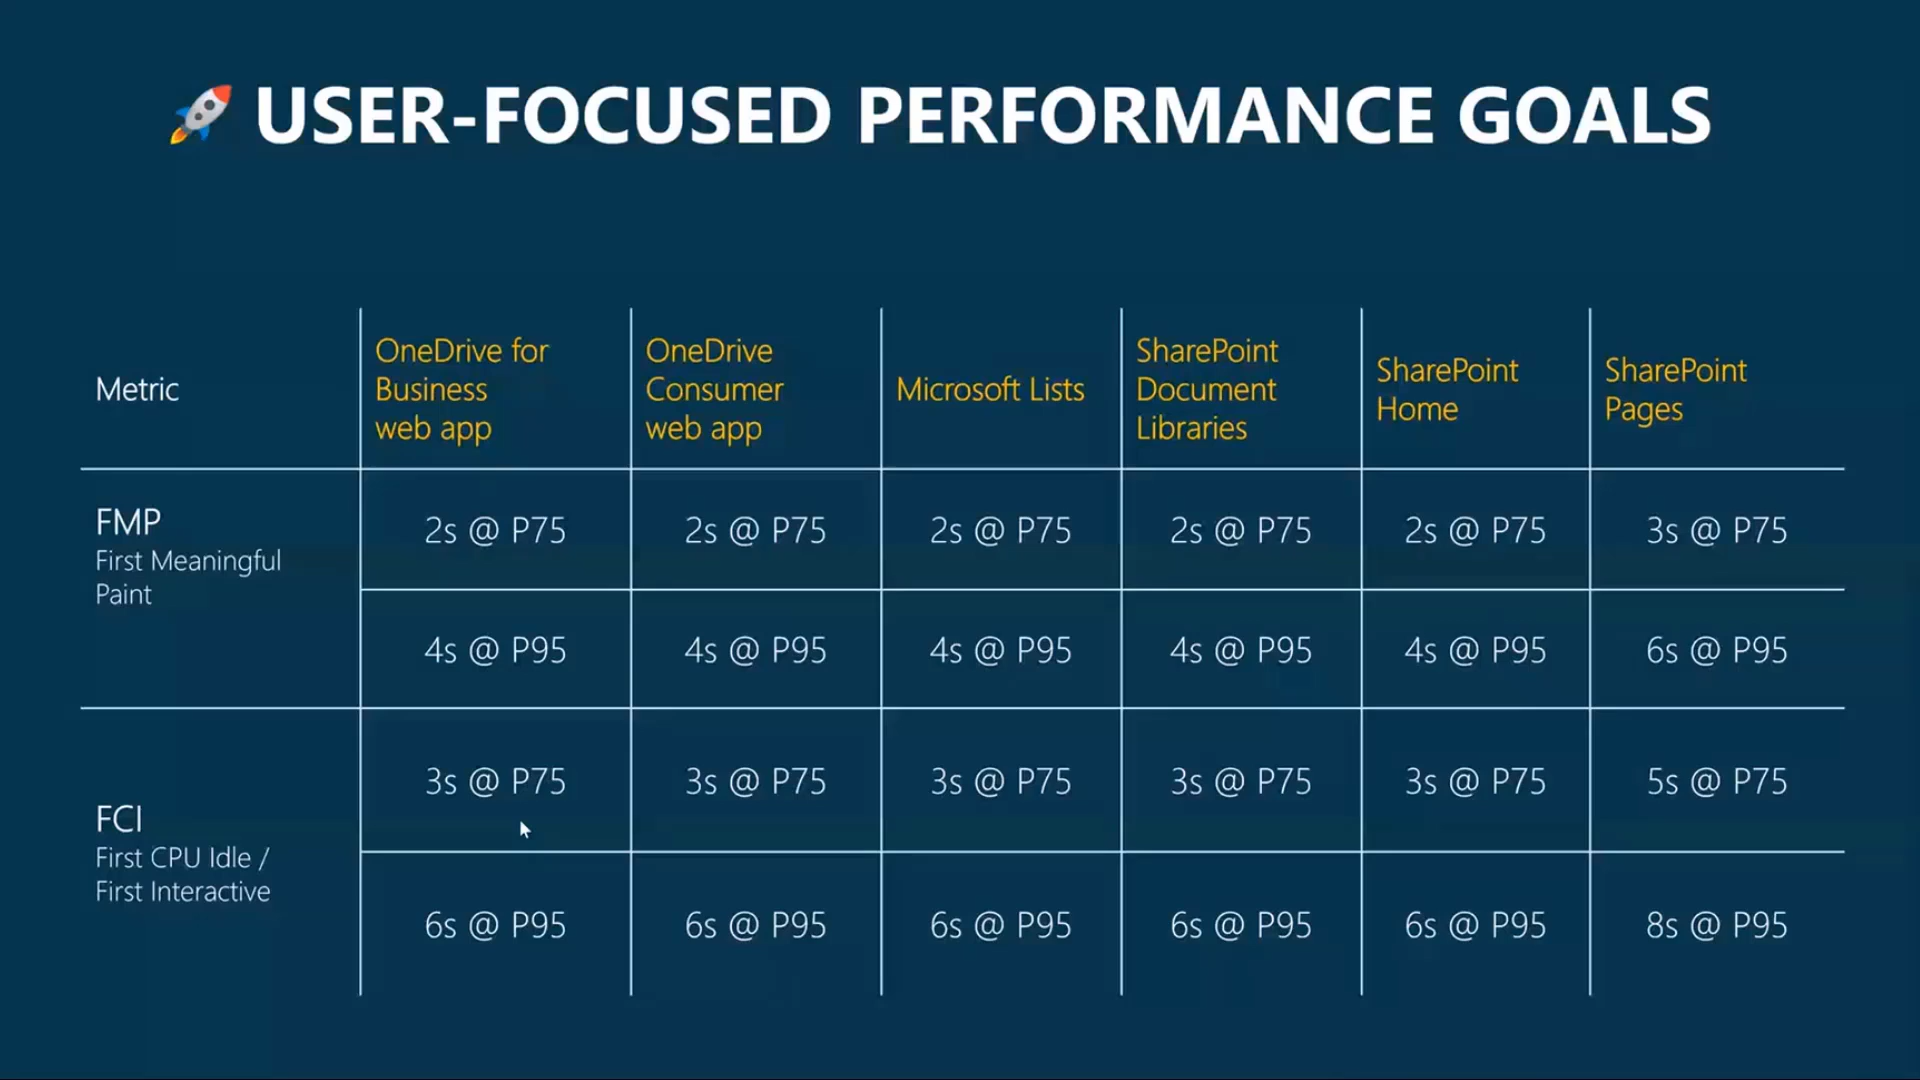 🚀 USER-FOCUSED PERFORMANCE GOALS
Metric
OneDrive for
Business
web app
OneDrive
Consumer
web app
Microsoft Lists
SharePoint
Document
Libraries
SharePoint
Home
SharePoint
Pages
FMP
First Meaningful
Paint
2s @ P75
2s @ P75
2s @ P75
2s @ P75
2s @ P75
3s @ P75
4s @ P95
4s @ P95
4s @ P95
4s @ P95
4s @ P95
6s @ P95
FCI
First CPU Idle /
First Interactive
3s @ P75
3s @ P75
3s @ P75
3s @ P75
3s @ P75
5s @ P75
6s @ P95
6s @ P95
6s @ P95
6s @ P95
6s @ P95
8s @ P95